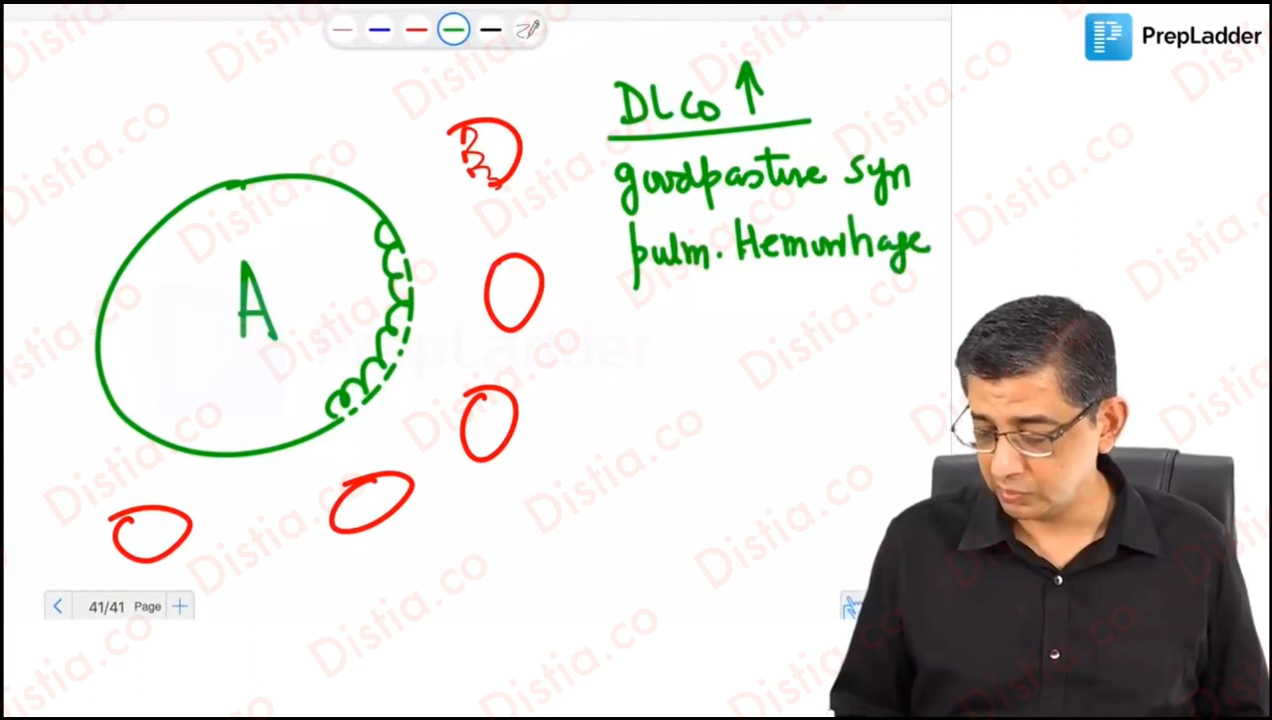 PrepLadder
DLCO ↑
goodpasture syn
pulm. Hemorrhage
A
41/41 Page
Distia.co